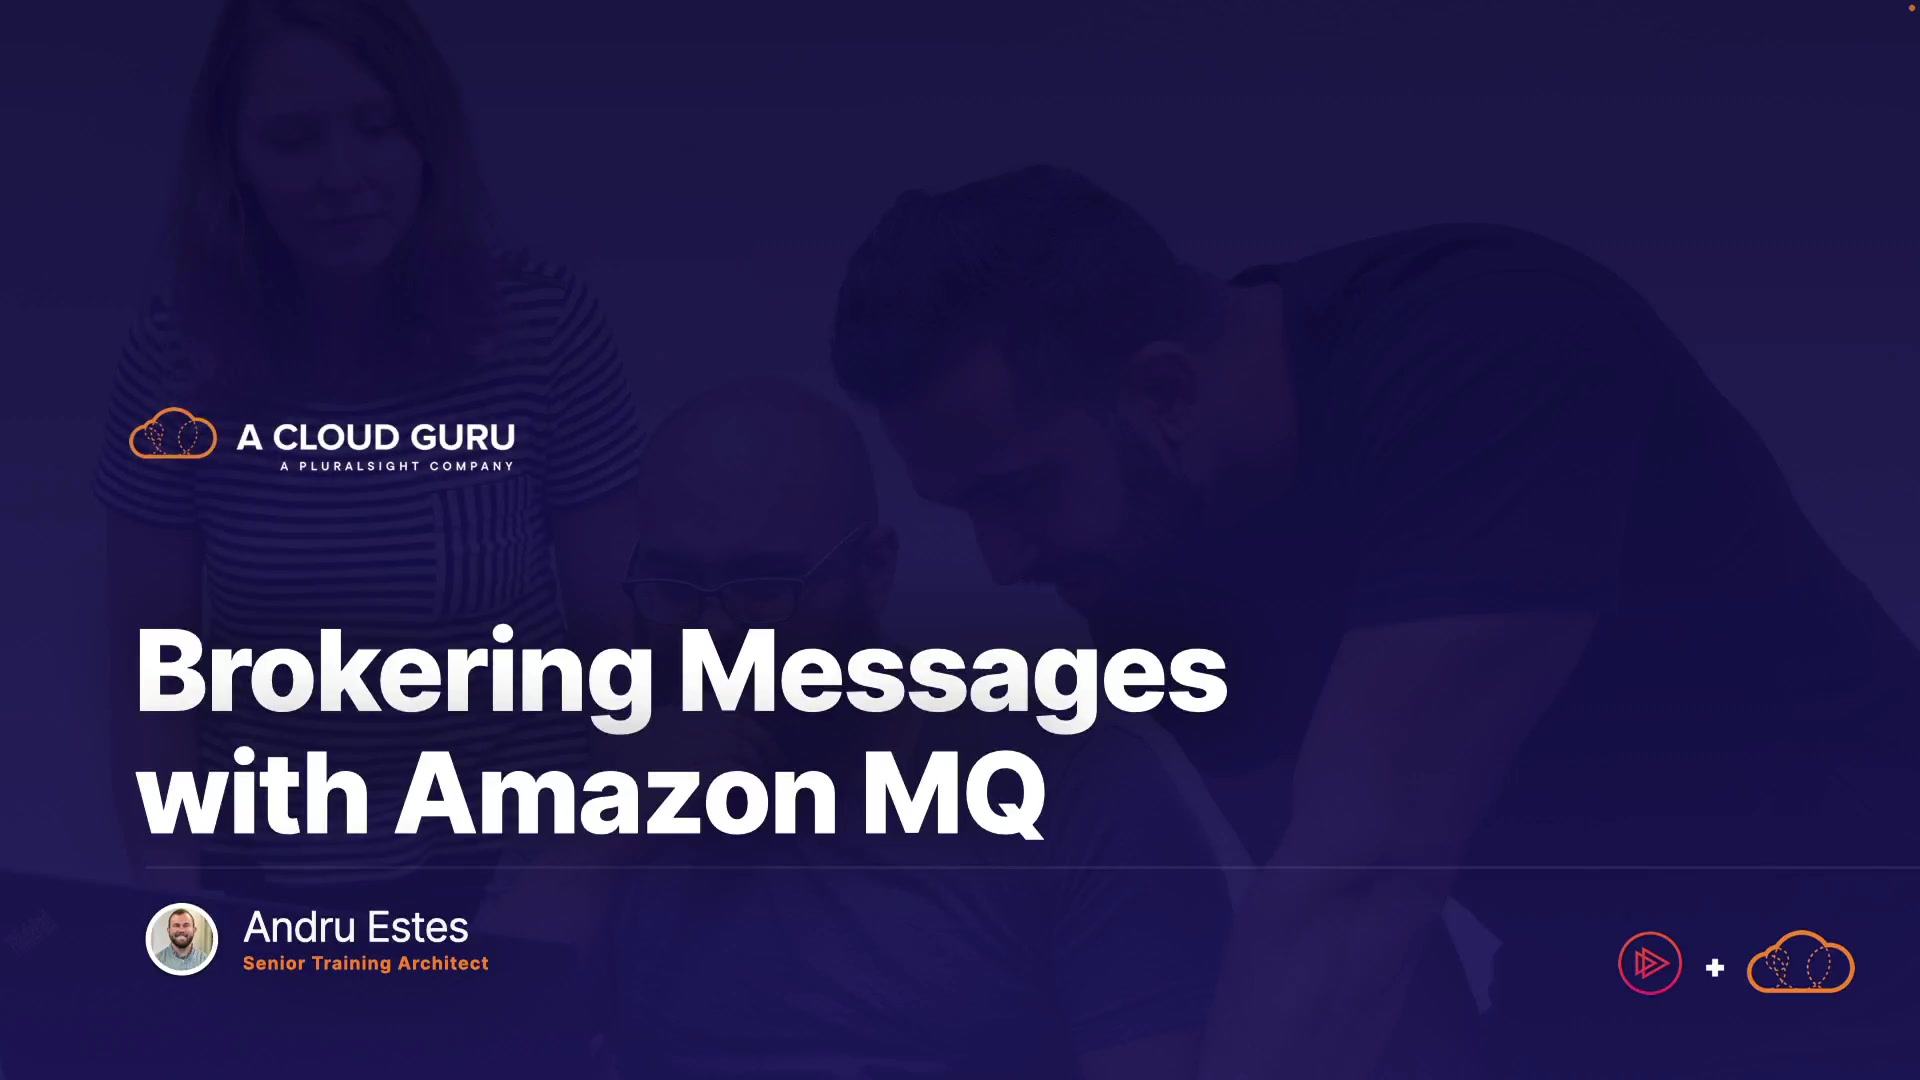 A CLOUD GURU
A PLURALSIGHT COMPANY
Brokering Messages
with Amazon MQ
Andru Estes
Senior Training Architect
+